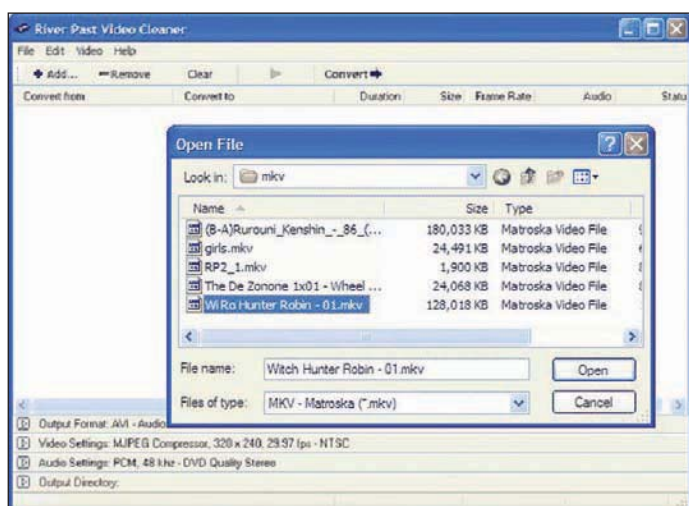 River Past Video Cleaner
File Edit Video Help
Add... Remove Clear Convert
Convert from Convert to Duration Size Frame Rate Audio Statu
Open File
Look in: mkv
Name Size Type
(B-A)Rurouni_Kenshin_-_86_(... 180,033 KB Matroska Video File
girls.mkv 24,491 KB Matroska Video File
RP2_1.mkv 1,900 KB Matroska Video File
The De Zonone 1x01 - Wheel ... 24,068 KB Matroska Video File
WiRo Hunter Robin - 01.mkv 128,018 KB Matroska Video File
File name: Witch Hunter Robin - 01.mkv Open
Files of type: MKV - Matroska (*.mkv) Cancel
Output Format: AVI - Audio
Video Settings: MJPEG Compressor, 320 x 240, 29.97 fps - NTSC
Audio Settings: PCM, 48 khz - DVD Quality Stereo
Output Directory: